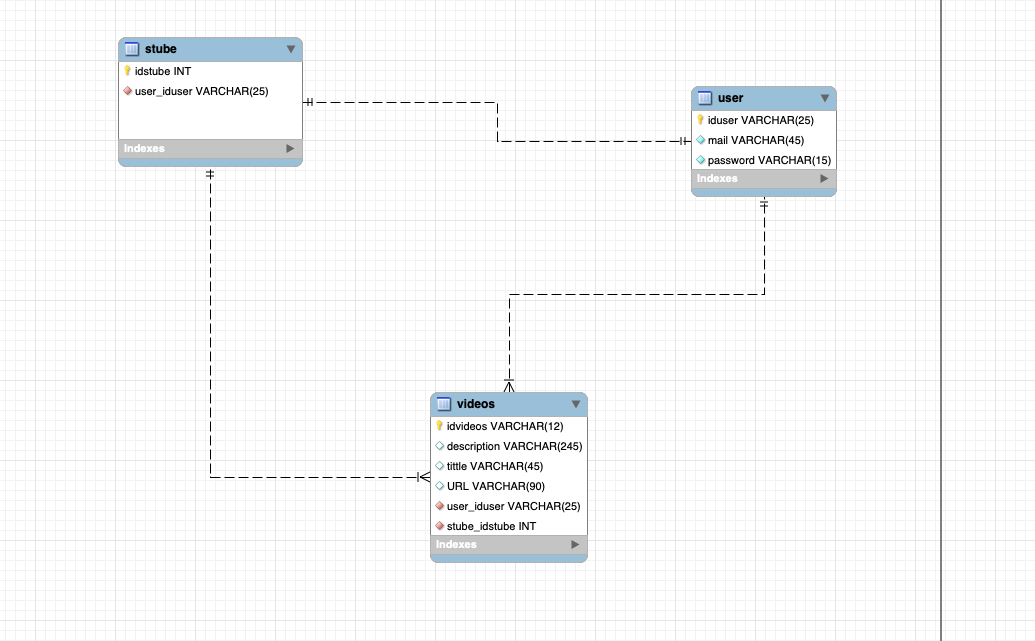 stube
idstube INT
user_iduser VARCHAR(25)
Indexes
user
iduser VARCHAR(25)
mail VARCHAR(45)
password VARCHAR(15)
Indexes
videos
idvideos VARCHAR(12)
description VARCHAR(245)
tittle VARCHAR(45)
URL VARCHAR(90)
user_iduser VARCHAR(25)
stube_idstube INT
Indexes